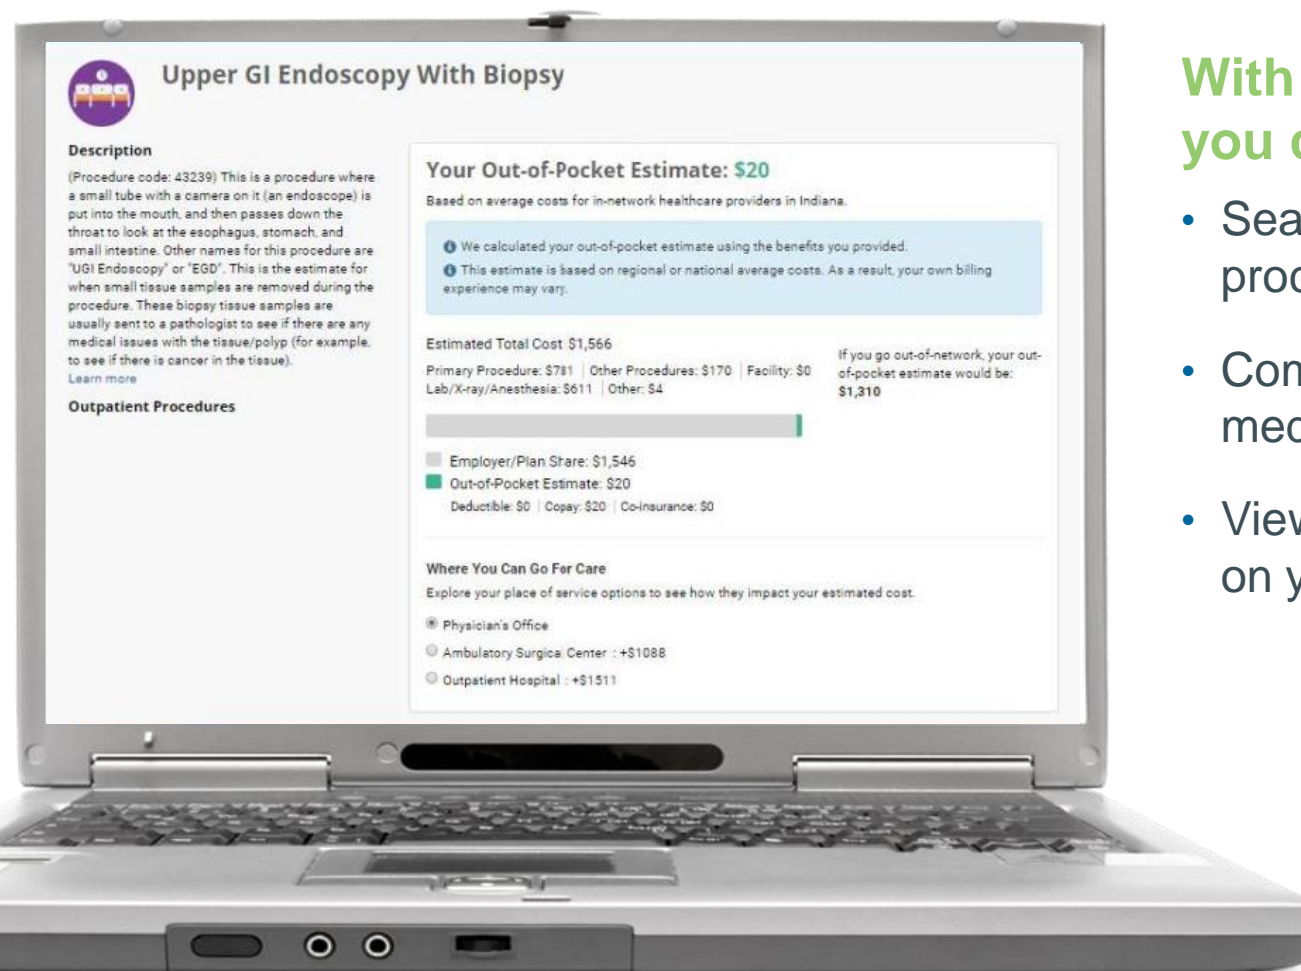 Upper GI Endoscopy With Biopsy
Description
(Procedure code: 43239) This is a procedure where
a small tube with a camera on it (an endoscope) is
put into the mouth, and then passes down the
throat to look at the esophagus, stomach, and
small intestine. Other names for this procedure are
"UGI Endoscopy" or "EGD". This is the estimate for
when small tissue samples are removed during the
procedure. These biopsy tissue samples are
usually sent to a pathologist to see if there are any
medical issues with the tissue/polyp (for example,
to see if there is cancer in the tissue).
Learn more
Outpatient Procedures
Your Out-of-Pocket Estimate: $20
Based on average costs for in-network healthcare providers in Indiana.
We calculated your out-of-pocket estimate using the benefits you provided.
This estimate is based on regional or national average costs. As a result, your own billing
experience may vary.
Estimated Total Cost $1,566
Primary Procedure: $781 | Other Procedures: $170 | Facility: $0
Lab/X-ray/Anesthesia: $611 | Other: $4
If you go out-of-network, your out-
of-pocket estimate would be:
$1,310
Employer/Plan Share: $1,546
Out-of-Pocket Estimate: $20
Deductible: $0 | Copay: $20 | Co-insurance: $0
Where You Can Go For Care
Explore your place of service options to see how they impact your estimated cost.
Physician's Office
Ambulatory Surgical Center : +$1088
Outpatient Hospital : +$1511
With
you
• Sea
proc
• Com
med
• View
on y